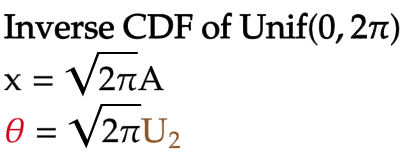 Inverse CDF of Unif(0, 2π)
x = √2πA
θ = √2πU₂